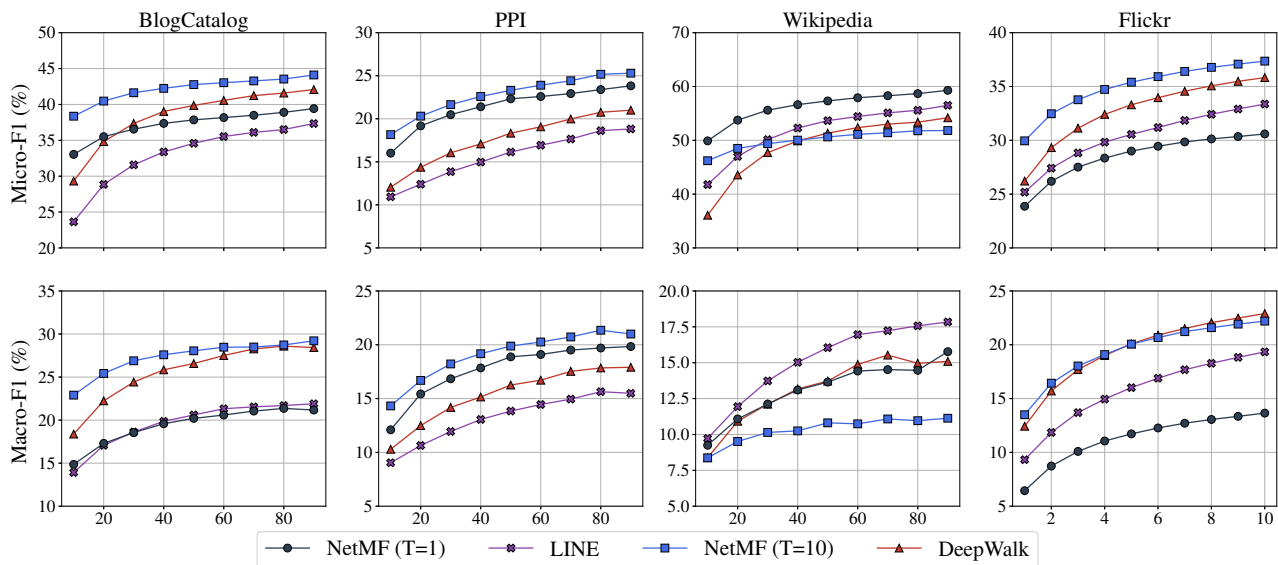 BlogCatalog PPI Wikipedia Flickr
Micro-F1 (%)
50 45 40 35 30 25 20
30 25 20 15 10 5
70 60 50 40 30
40 35 30 25 20
Macro-F1 (%)
35 30 25 20 15 10
25 20 15 10 5
20.0 17.5 15.0 12.5 10.0 7.5 5.0
25 20 15 10 5
20 40 60 80 20 40 60 80 20 40 60 80 2 4 6 8 10
NetMF (T=1) LINE NetMF (T=10) DeepWalk